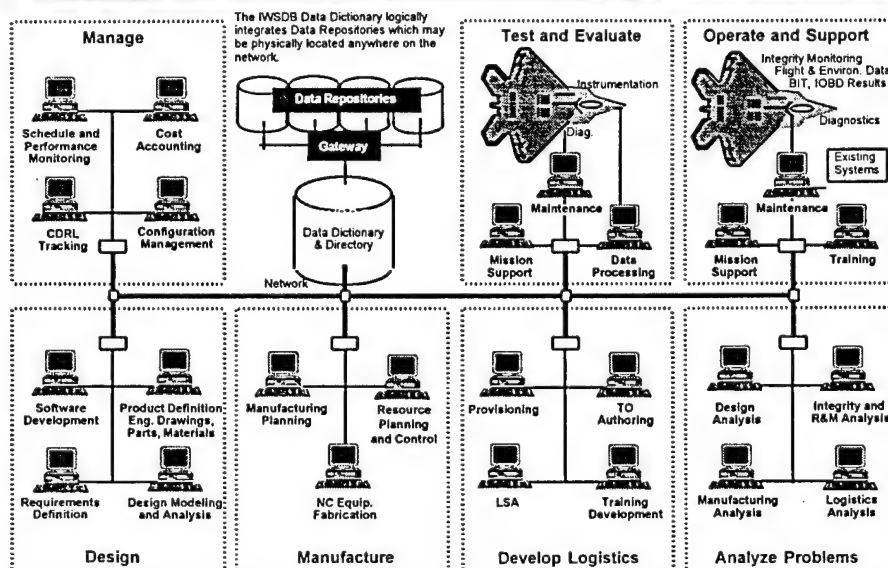 Manage
Schedule and
Performance
Monitoring
Cost
Accounting
CDRL
Tracking
Configuration
Management
The IWSDB Data Dictionary logically
integrates Data Repositories which may
be physically located anywhere on the
network.
Data Repositories
Gateway
Data Dictionary
& Directory
Network
Test and Evaluate
Instrumentation
Diag.
Maintenance
Mission
Support
Data
Processing
Operate and Support
Integrity Monitoring
Flight & Environ. Data
BIT, IOBD Results
Diagnostics
Existing
Systems
Maintenance
Mission
Support
Training
Software
Development
Product Definition
Eng. Drawings,
Parts, Materials
Requirements
Definition
Design Modeling
and Analysis
Design
Manufacturing
Planning
Resource
Planning
and Control
NC Equip.
Fabrication
Manufacture
Provisioning
TO
Authoring
LSA
Training
Development
Develop Logistics
Design
Analysis
Integrity and
R&M Analysis
Manufacturing
Analysis
Logistics
Analysis
Analyze Problems